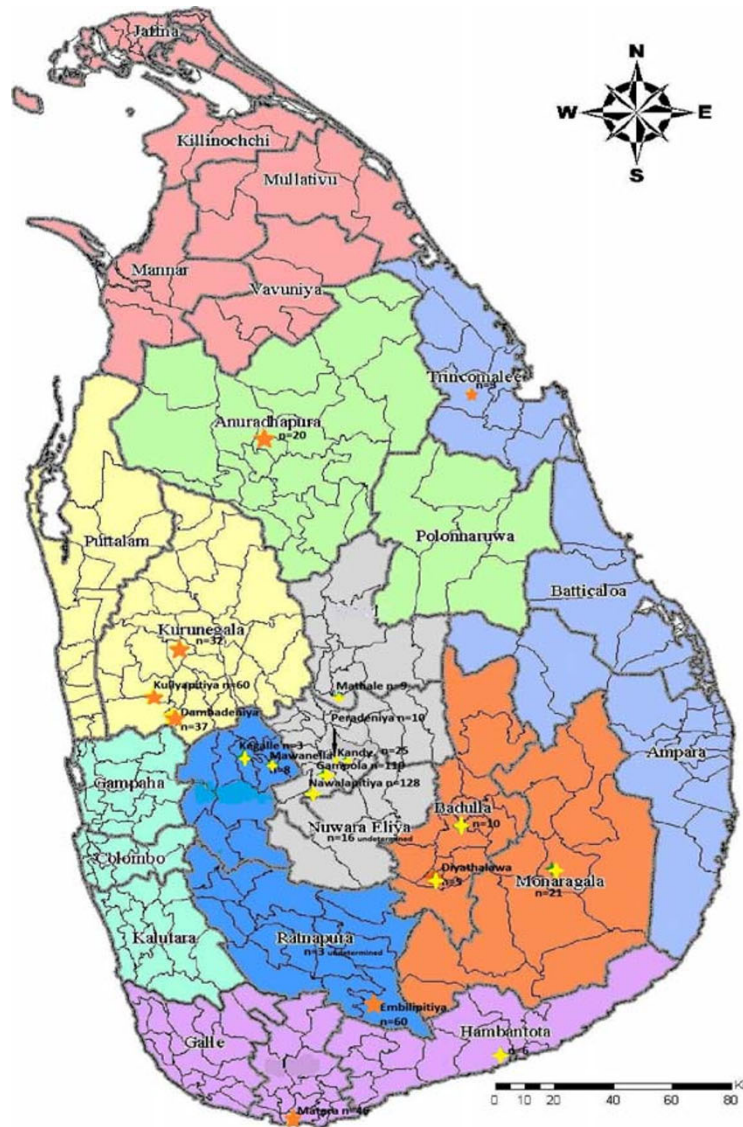 Jaffna
N
W E
S
Killinochchi
Mullativu
Mannar
Vavuniya
Trincomalee
Anuradhapura
n=20
Polonnaruwa
Puttalam
Batticaloa
Kurunegala
n=32
Kuliyapitiya n=60
Mathale n=9
Dambadeniya
n=37
Peradeniya n=10
Kegalle n=3
Kandy n=25
Mawanella
n=8
Gampola n=110
Nawalapitiya n=128
Ampara
Gampaha
Badulla
n=10
Nuwara Eliya
n=16 undetermined
Colombo
Diyathalawa
Monaragala
n=21
Kalutara
Ratnapura
n=3 undetermined
Embilipitiya
n=60
Hambantota
n=6
Galle
0 10 20 40 60 80
Matara n=46